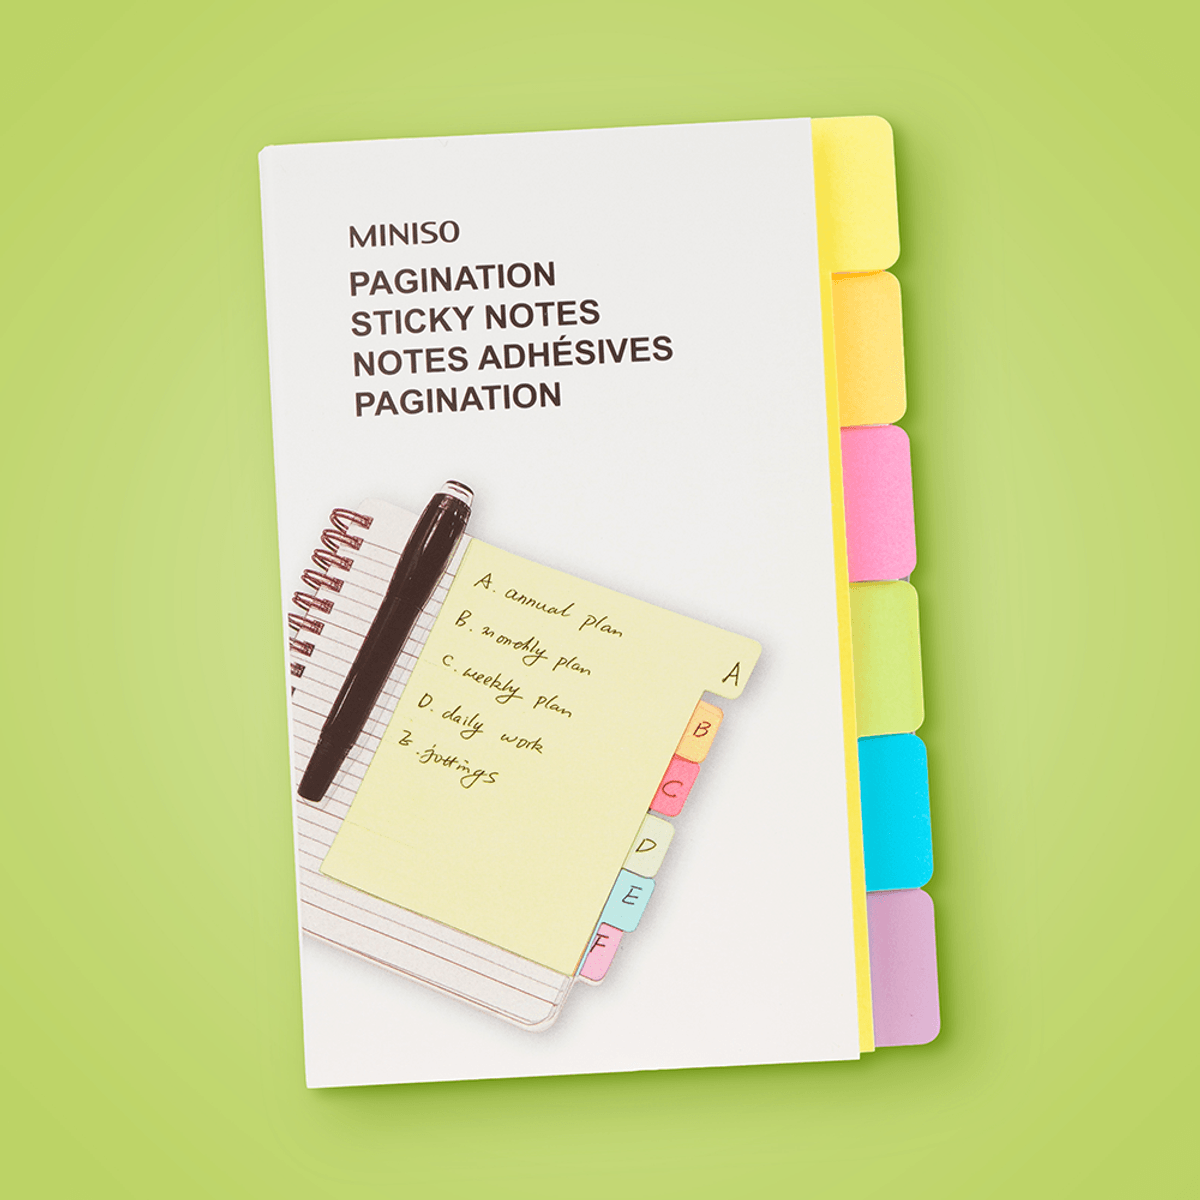 MINISO
PAGINATION
STICKY NOTES
NOTES ADHÉSIVES
PAGINATION
A. annual plan
B. monthly plan
C. weekly plan
D. daily work
E. jottings
A
B
C
D
E
F